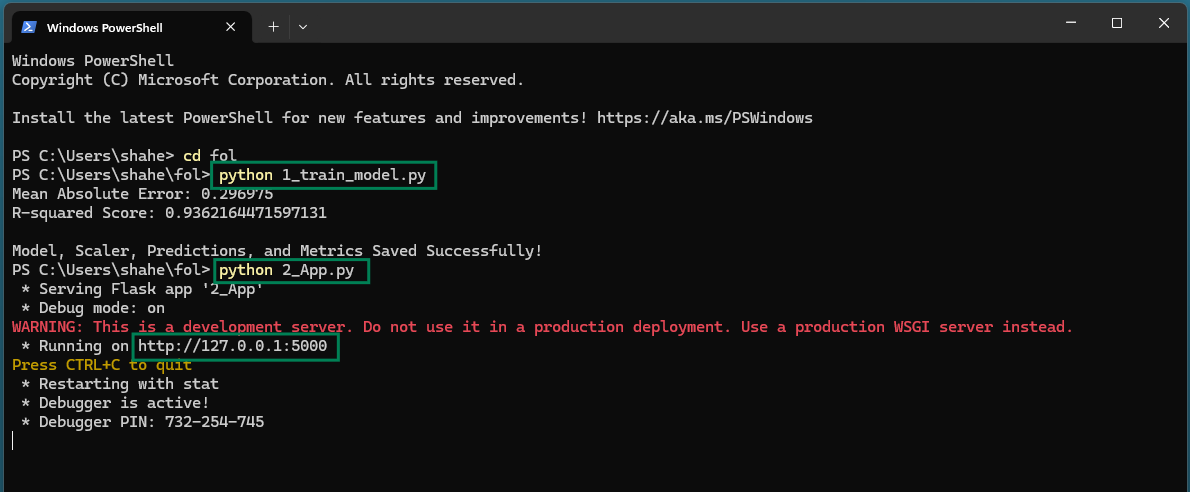 Windows PowerShell
Windows PowerShell
Copyright (C) Microsoft Corporation. All rights reserved.
Install the latest PowerShell for new features and improvements! https://aka.ms/PSWindows
PS C:\Users\shahe> cd fol
PS C:\Users\shahe\fol> python 1_train_model.py
Mean Absolute Error: 0.296975
R-squared Score: 0.9362164471597131
Model, Scaler, Predictions, and Metrics Saved Successfully!
PS C:\Users\shahe\fol> python 2_App.py
* Serving Flask app '2_App'
* Debug mode: on
WARNING: This is a development server. Do not use it in a production deployment. Use a production WSGI server instead.
* Running on http://127.0.0.1:5000
Press CTRL+C to quit
* Restarting with stat
* Debugger is active!
* Debugger PIN: 732-254-745